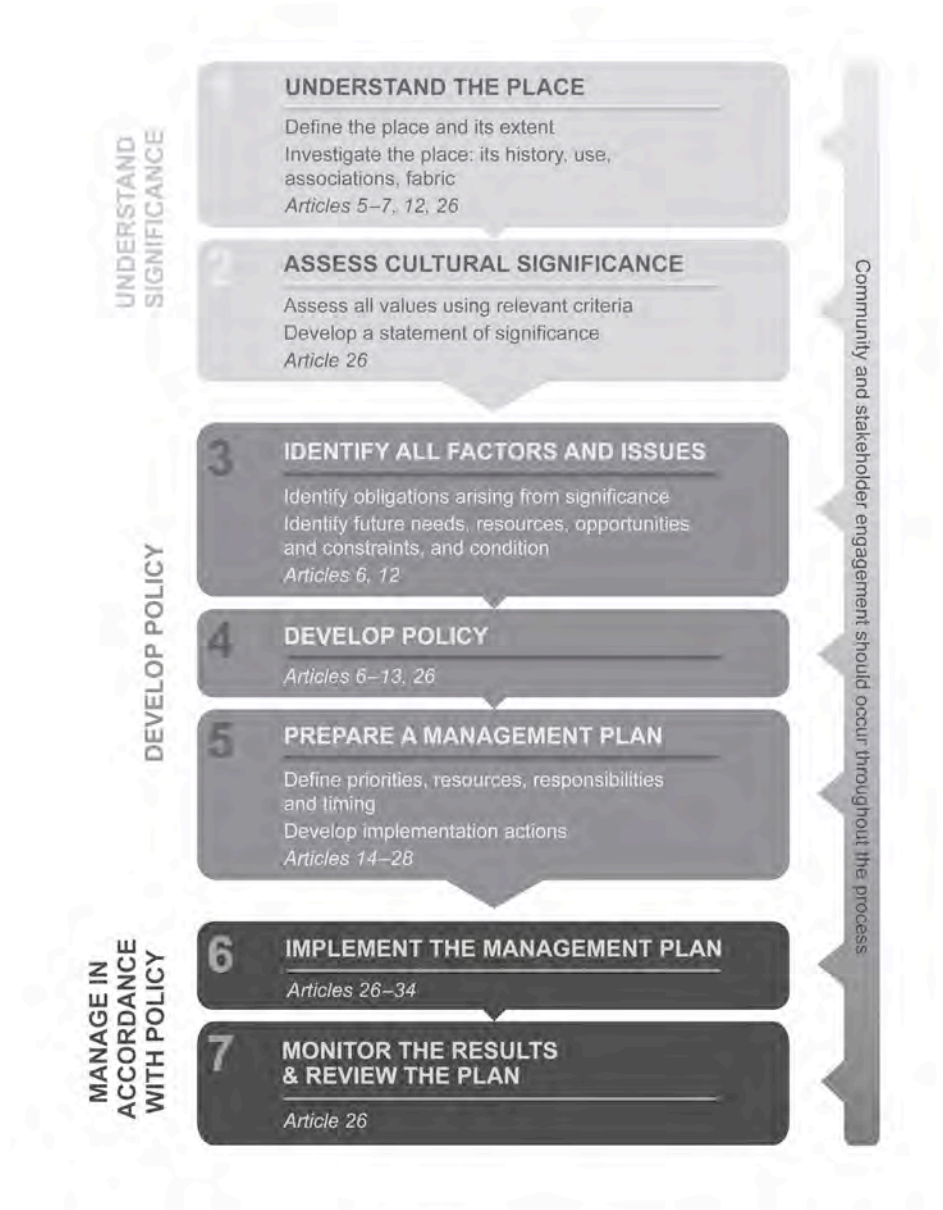 UNDERSTAND
SIGNIFICANCE
1
UNDERSTAND THE PLACE
Define the place and its extent
Investigate the place: its history, use,
associations, fabric
Articles 5–7, 12, 26
2
ASSESS CULTURAL SIGNIFICANCE
Assess all values using relevant criteria
Develop a statement of significance
Article 26
DEVELOP POLICY
3
IDENTIFY ALL FACTORS AND ISSUES
Identify obligations arising from significance
Identify future needs, resources, opportunities
and constraints, and condition
Articles 6, 12
4
DEVELOP POLICY
Articles 6–13, 26
5
PREPARE A MANAGEMENT PLAN
Define priorities, resources, responsibilities
and timing
Develop implementation actions
Articles 14–28
MANAGE IN
ACCORDANCE
WITH POLICY
6
IMPLEMENT THE MANAGEMENT PLAN
Articles 26–34
7
MONITOR THE RESULTS
& REVIEW THE PLAN
Article 26
Community and stakeholder engagement should occur throughout the process